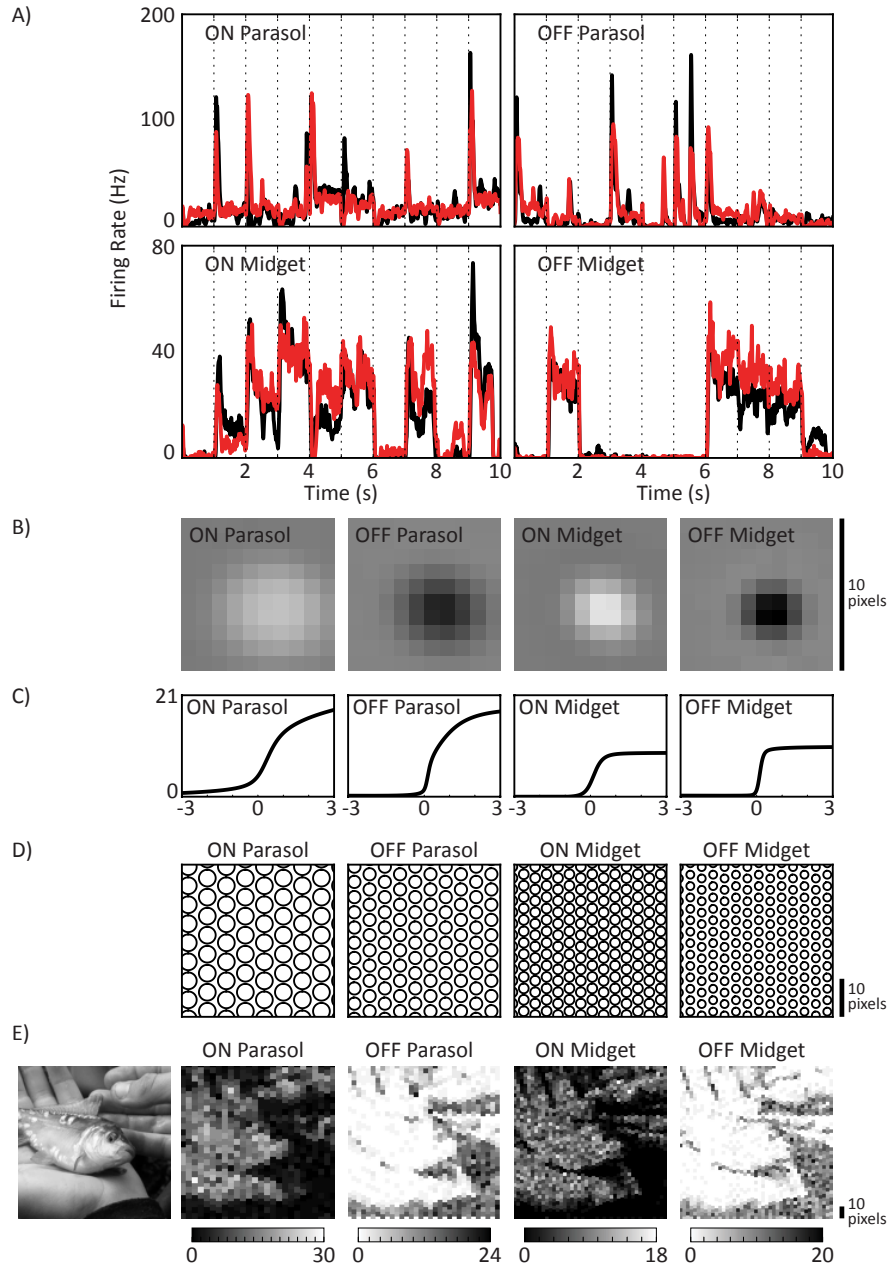 A)
200
ON Parasol
OFF Parasol
100
0
Firing Rate (Hz)
80
ON Midget
OFF Midget
40
0
2 4 6 8 10
2 4 6 8 10
Time (s)
Time (s)
B)
ON Parasol
OFF Parasol
ON Midget
OFF Midget
10
pixels
C)
21
ON Parasol
OFF Parasol
ON Midget
OFF Midget
0
-3 0 3
-3 0 3
-3 0 3
-3 0 3
D)
ON Parasol
OFF Parasol
ON Midget
OFF Midget
10
pixels
E)
ON Parasol
OFF Parasol
ON Midget
OFF Midget
10
pixels
0 30
0 24
0 18
0 20